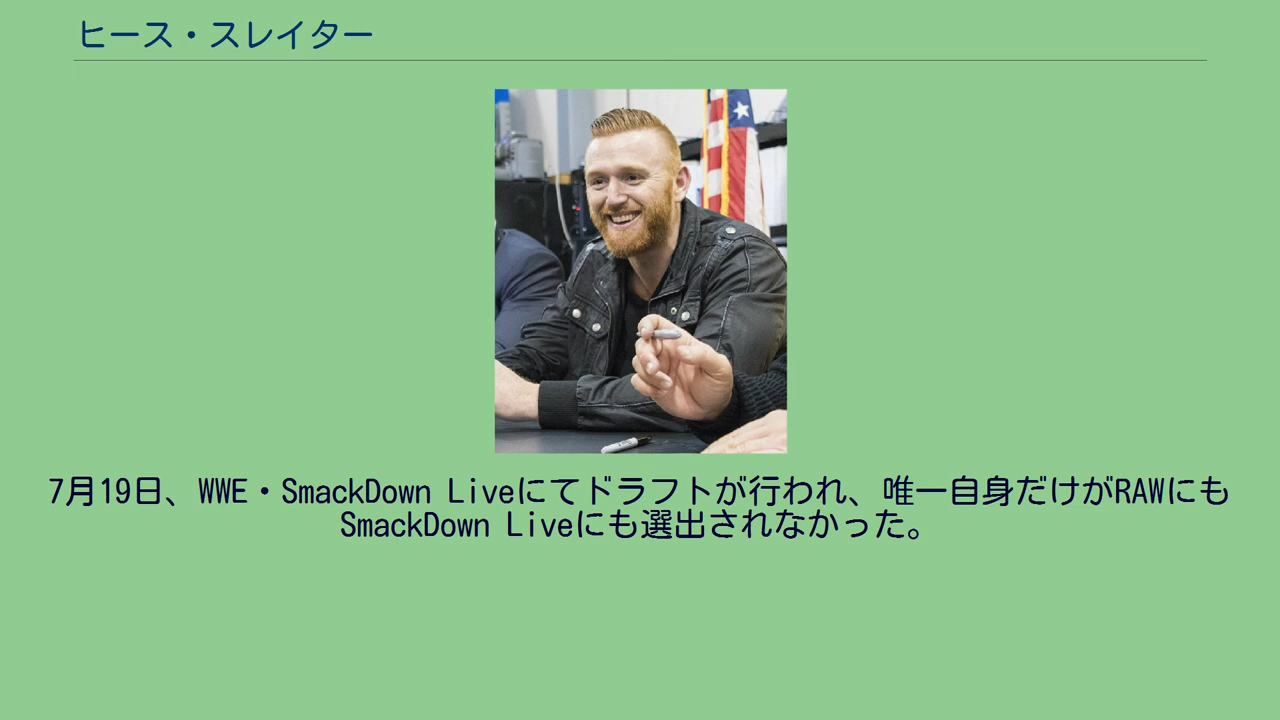 ヒース・スレイター
7月19日、WWE・SmackDown Liveにてドラフトが行われ、唯一自身だけがRAWにも
SmackDown Liveにも選出されなかった。